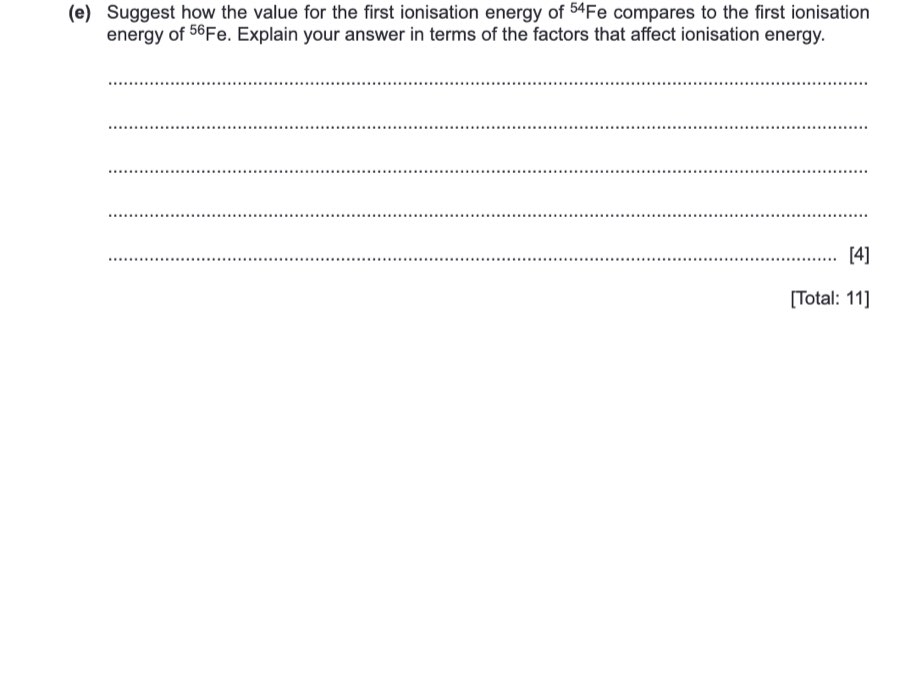 (e) Suggest how the value for the first ionisation energy of ⁵⁴Fe compares to the first ionisation
energy of ⁵⁶Fe. Explain your answer in terms of the factors that affect ionisation energy.
..........................................................................................................................................
..........................................................................................................................................
..........................................................................................................................................
..........................................................................................................................................
.................................................................................................................................... [4]
[Total: 11]